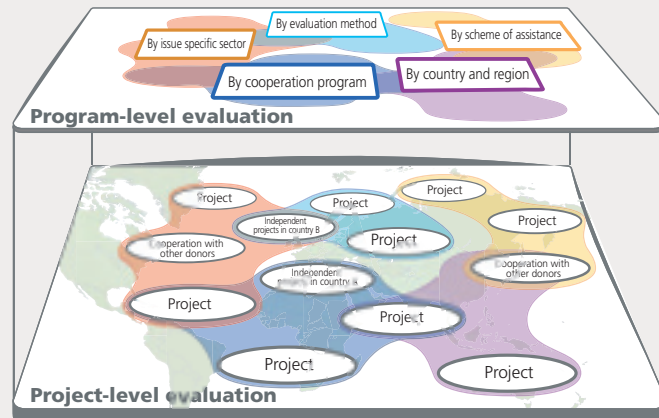 By evaluation method
By issue specific sector
By scheme of assistance
By cooperation program
By country and region
Program-level evaluation
Project
Project
Project
Independent
projects in country B
Project
Project
Cooperation with
other donors
Independent
projects in country
Cooperation with
other donors
Project
Project
Project
Project
Project-level evaluation